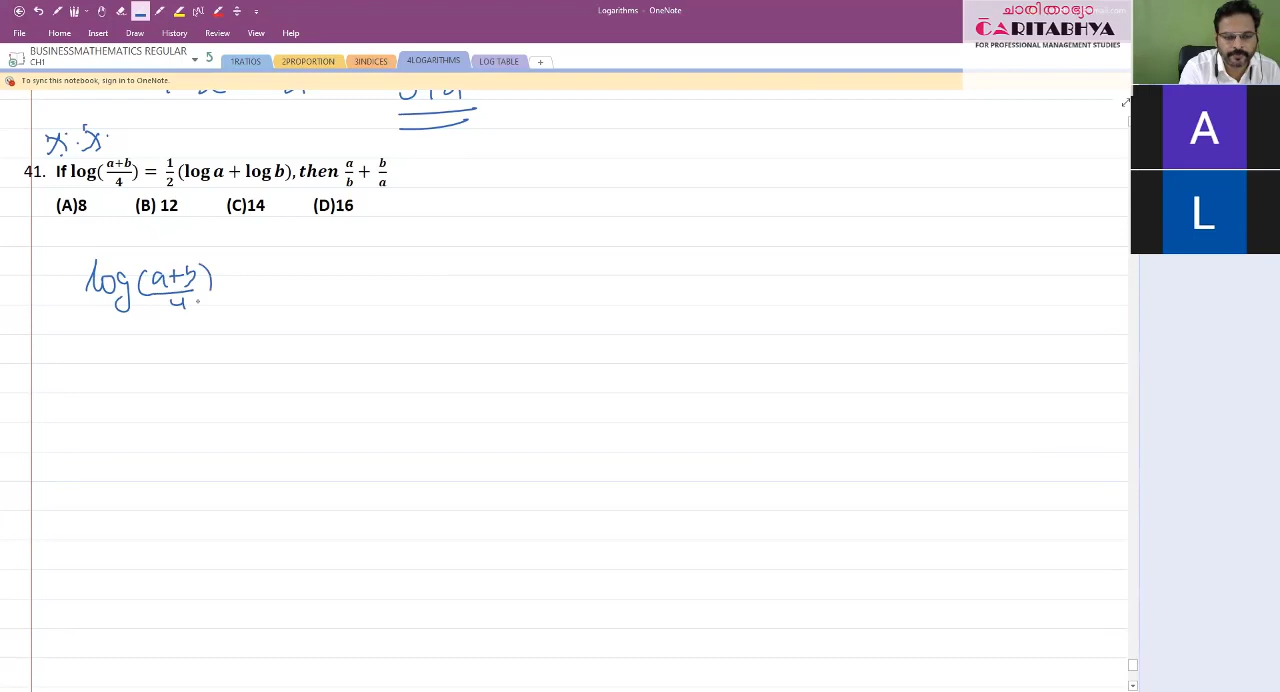 Logarithms - OneNote
File Home Insert Draw History Review View Help
BUSINESSMATHEMATICS REGULAR
CH1
1RATIOS 2PROPORTION 3INDICES 4LOGARITHMS LOG TABLE +
To sync this notebook, sign in to OneNote.
ചാരിതാഭ്യാ
CARITABHYA
FOR PROFESSIONAL MANAGEMENT STUDIES
mail.com
A
L
41. If log((a+b)/4) = 1/2 (log a + log b), then a/b + b/a
(A)8 (B) 12 (C)14 (D)16
log((a+b)/4)